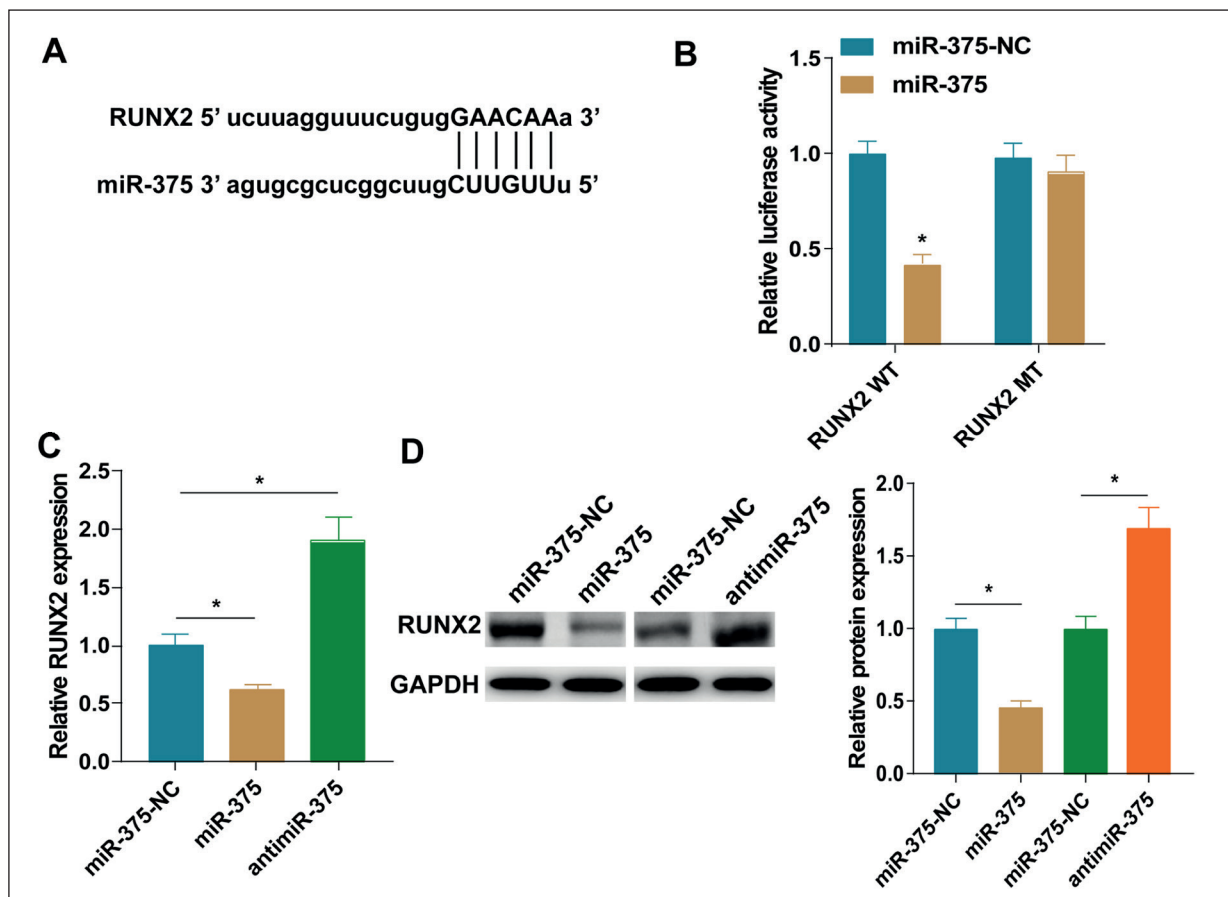 A
RUNX2 5’ ucuuagguuucugugGAACAAa 3’
miR-375 3’ agugcgcucggcuugCUUGUUu 5’
B
miR-375-NC
miR-375
Relative luciferase activity
1.5
1.0
0.5
0.0
*
RUNX2 WT
RUNX2 MT
C
Relative RUNX2 expression
2.5
2.0
1.5
1.0
0.5
0.0
*
*
miR-375-NC
miR-375
antimiR-375
D
miR-375-NC
miR-375
miR-375-NC
antimiR-375
RUNX2
GAPDH
Relative protein expression
2.0
1.5
1.0
0.5
0.0
*
*
miR-375-NC
miR-375
miR-375-NC
antimiR-375